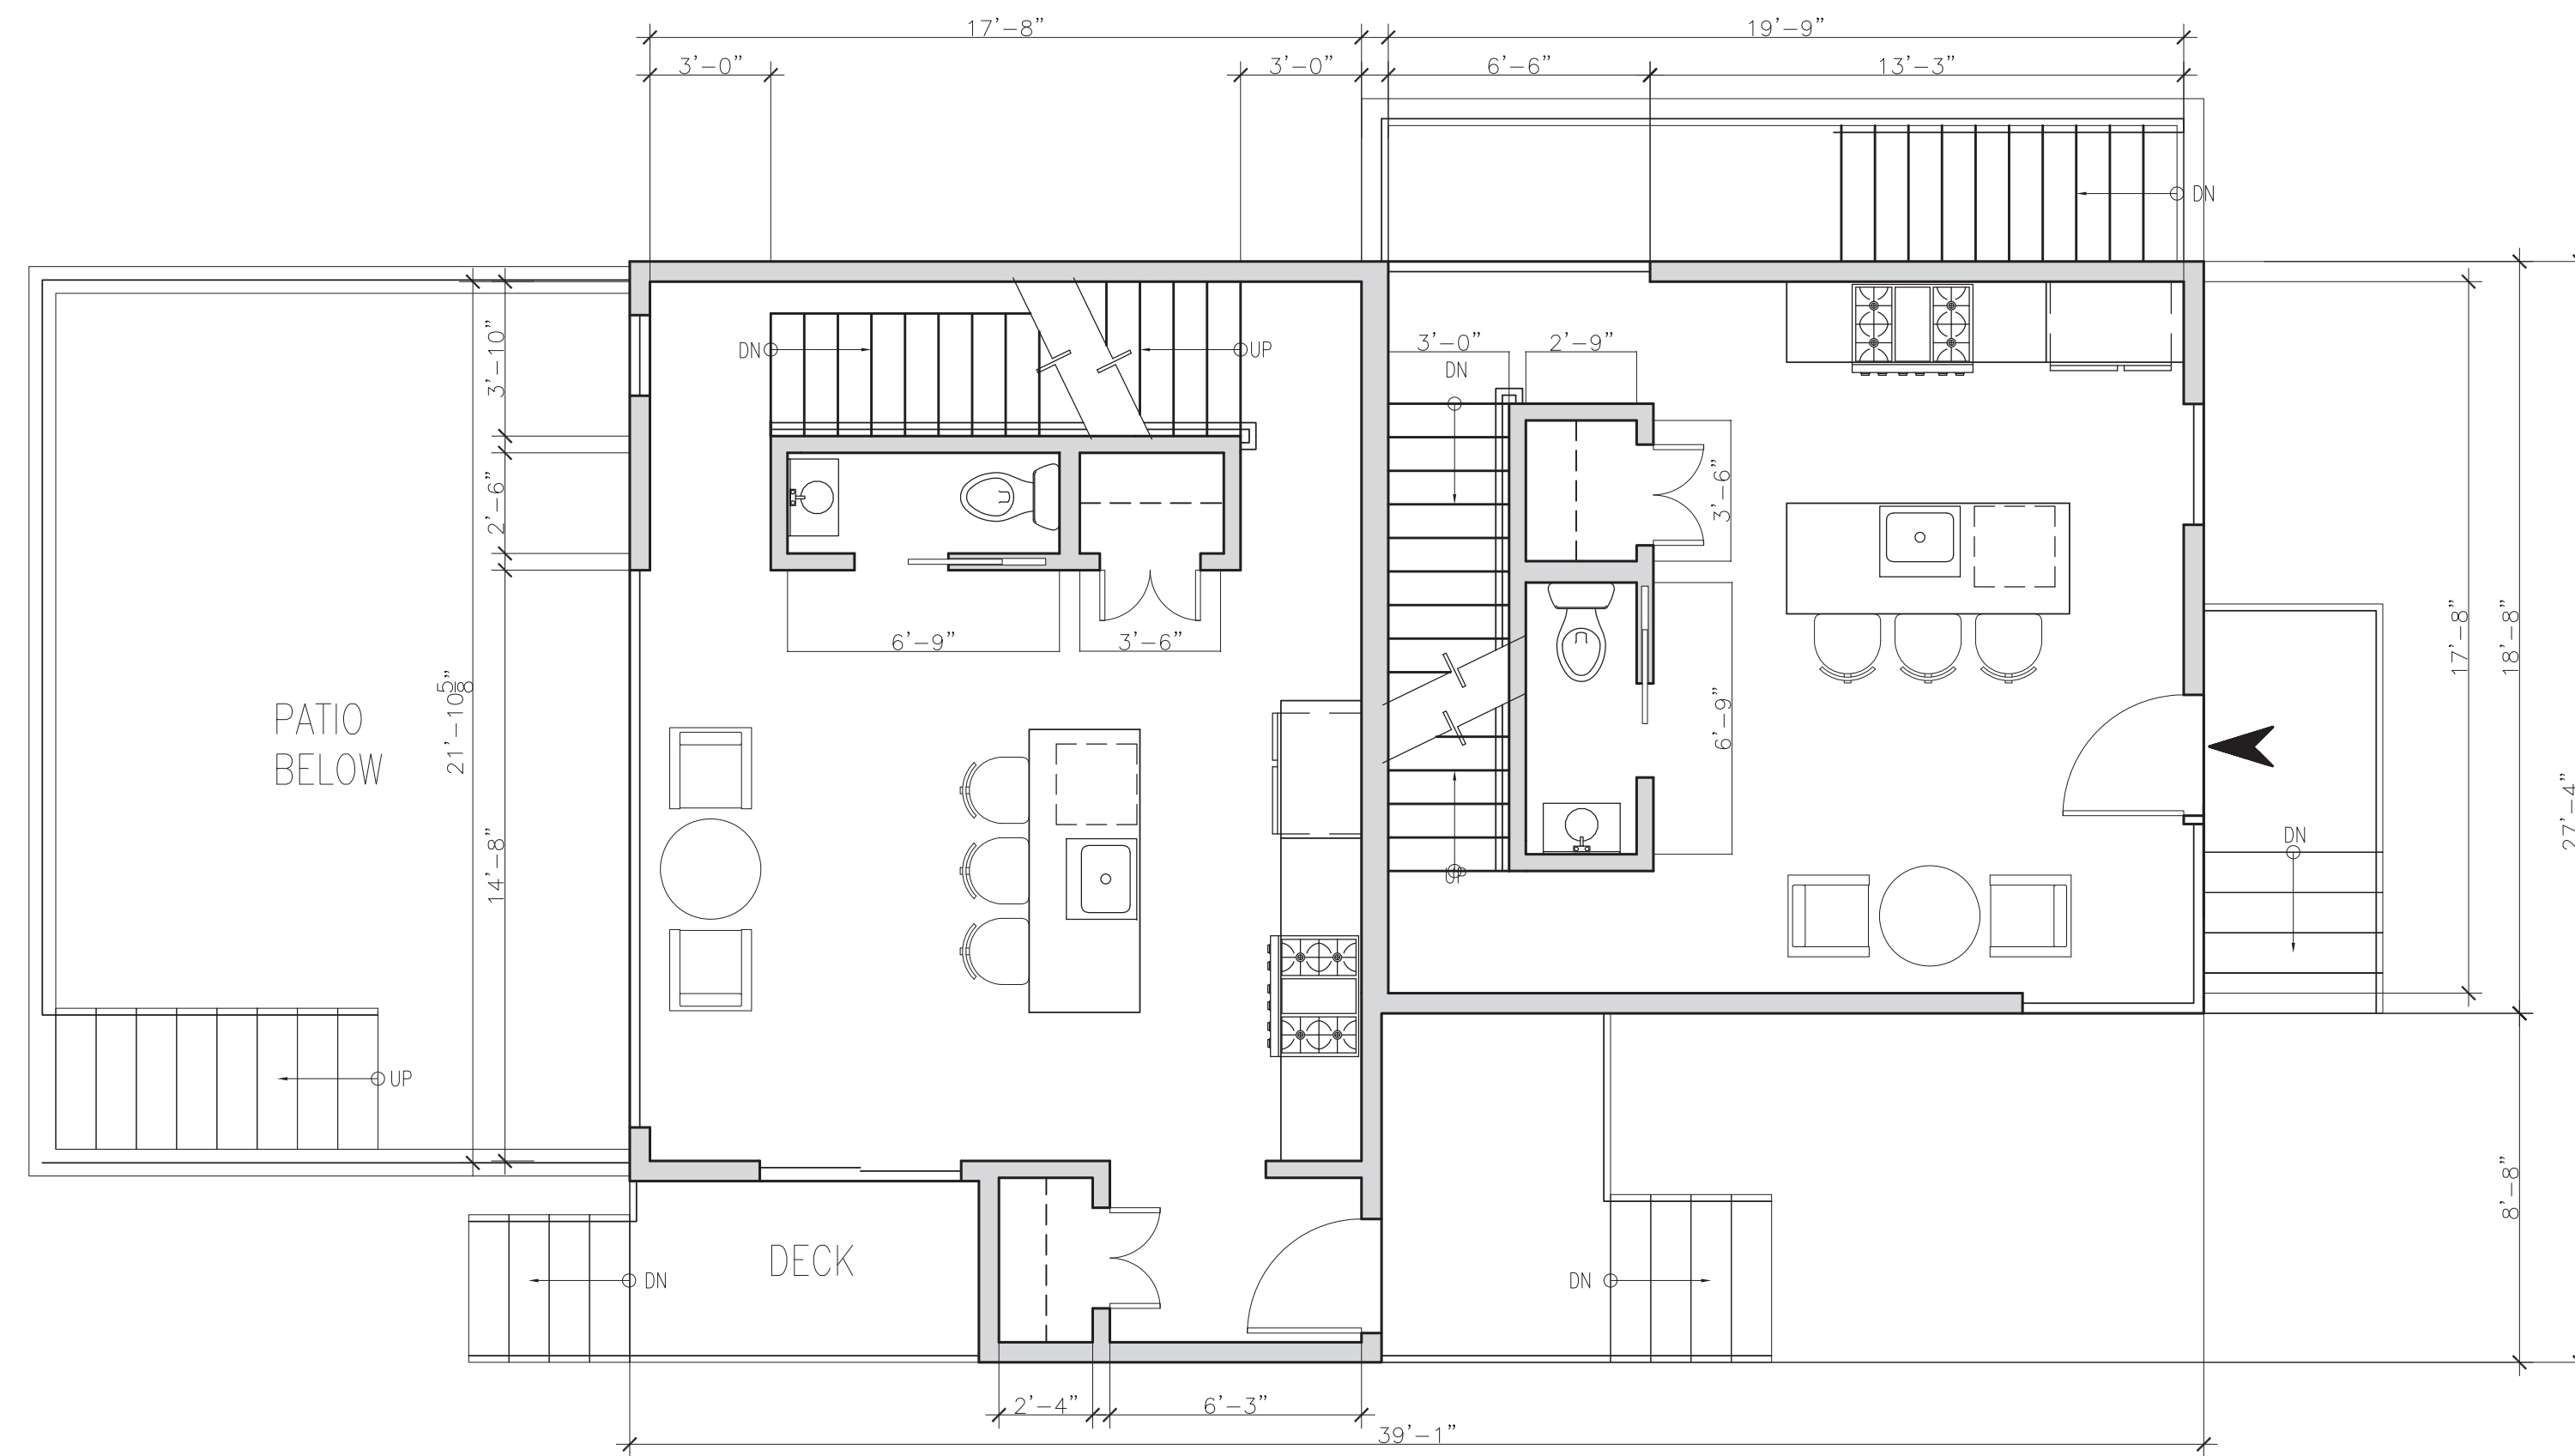 17'-8"
19'-9"
3'-0"
3'-0"
6'-6"
13'-3"
DN
3'-10"
DN
UP
3'-0"
2'-9"
DN
2'-6"
3'-6"
6'-9"
3'-6"
17'-8"
18'-8"
21'-10 5/8"
PATIO
BELOW
6'-9"
27'-4"
14'-8"
DN
UP
UP
8'-8"
DECK
DN
DN
2'-4"
6'-3"
39'-1"